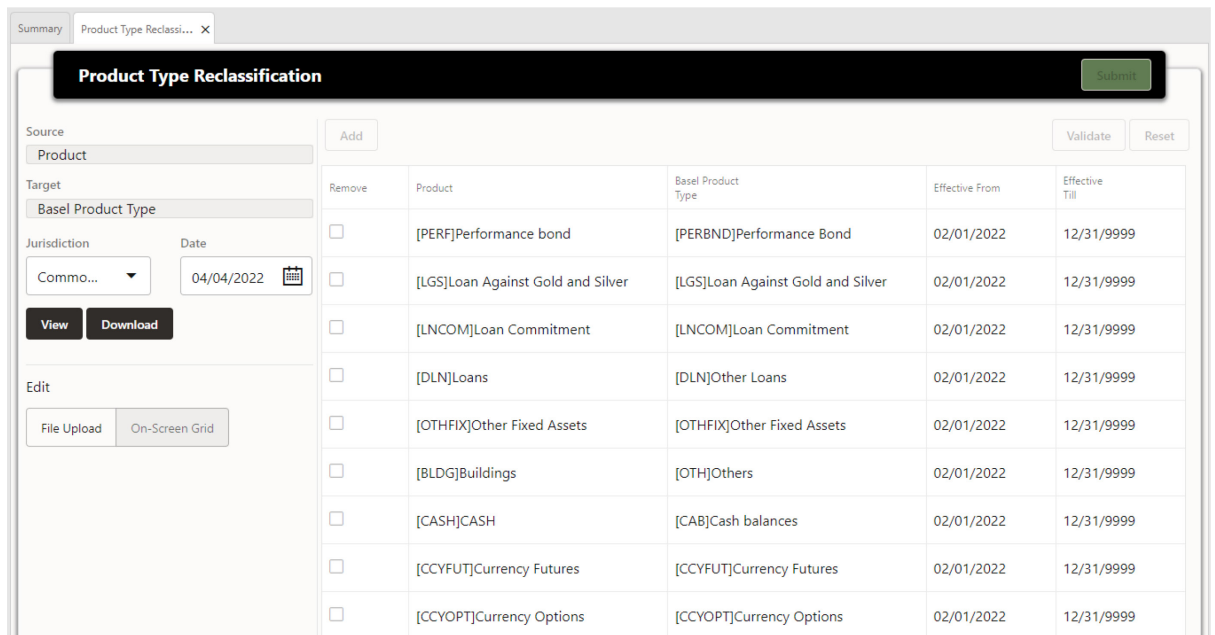 Summary
Product Type Reclassi...
Product Type Reclassification
Submit
Source
Product
Target
Basel Product Type
Jurisdiction Date
Commo... 04/04/2022
View Download
Edit
File Upload On-Screen Grid
Add Validate Reset
Remove Product Basel Product Type Effective From Effective Till
[PERF]Performance bond [PERBND]Performance Bond 02/01/2022 12/31/9999
[LGS]Loan Against Gold and Silver [LGS]Loan Against Gold and Silver 02/01/2022 12/31/9999
[LNCOM]Loan Commitment [LNCOM]Loan Commitment 02/01/2022 12/31/9999
[DLN]Loans [DLN]Other Loans 02/01/2022 12/31/9999
[OTHFIX]Other Fixed Assets [OTHFIX]Other Fixed Assets 02/01/2022 12/31/9999
[BLDG]Buildings [OTH]Others 02/01/2022 12/31/9999
[CASH]CASH [CAB]Cash balances 02/01/2022 12/31/9999
[CCYFUT]Currency Futures [CCYFUT]Currency Futures 02/01/2022 12/31/9999
[CCYOPT]Currency Options [CCYOPT]Currency Options 02/01/2022 12/31/9999